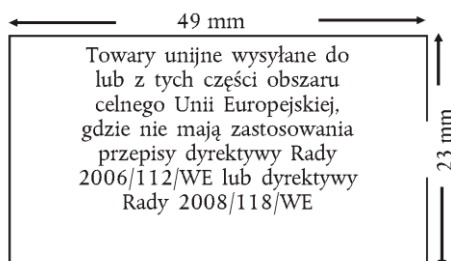 49 mm
Towary unijne wysyłane do
lub z tych części obszaru
celnego Unii Europejskiej,
gdzie nie mają zastosowania
przepisy dyrektywy Rady
2006/112/WE lub dyrektywy
Rady 2008/118/WE
23 mm